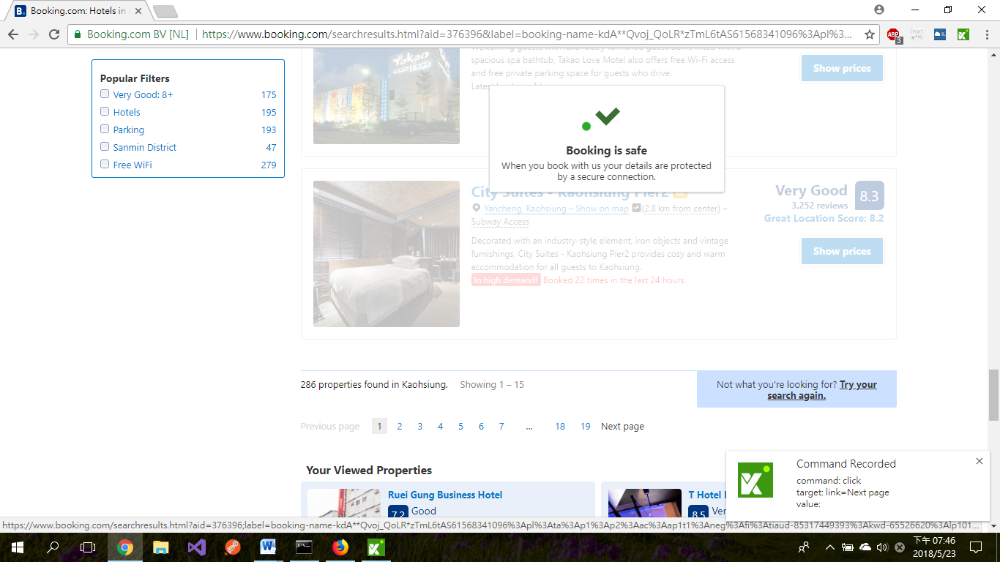 Booking.com: Hotels in
Booking.com BV [NL]
https://www.booking.com/searchresults.html?aid=376396&label=booking-name-kdA**Qvoj_QoLR*zTmL6tAS61568341096%3Apl%3...
ABP
3
Popular Filters
Very Good: 8+ 175
Hotels 195
Parking 193
Sanmin District 47
Free WiFi 279
Takao
spacious spa bathtub, Takao Love Motel also offers free Wi-Fi access
and free private parking space for guests who drive.
Show prices
Booking is safe
When you book with us your details are protected
by a secure connection.
City Suites - Kaohsiung Pier2
Yancheng, Kaohsiung – Show on map (2.8 km from center) –
Subway Access
Decorated with an industry-style element, iron objects and vintage
furnishings, City Suites - Kaohsiung Pier2 provides cosy and warm
accommodation for all guests to Kaohsiung.
In high demand! Booked 22 times in the last 24 hours
Very Good 8.3
3,252 reviews
Great Location Score: 8.2
Show prices
286 properties found in Kaohsiung. Showing 1 – 15
Not what you're looking for? Try your
search again.
Previous page 1 2 3 4 5 6 7 ... 18 19 Next page
Your Viewed Properties
Ruei Gung Business Hotel
7.2 Good
T Hotel
8.5
Command Recorded
command: click
target: link=Next page
value:
https://www.booking.com/searchresults.html?aid=376396;label=booking-name-kdA**Qvoj_QoLR*zTmL6tAS61568341096%3Apl%3Ata%3Ap1%3Ap2%3Aac%3Aap1t1%3Aneg%3Afi%3Atiaud-85317449393%3Akwd-65526620%3Alp101...
下午 07:46
2018/5/23